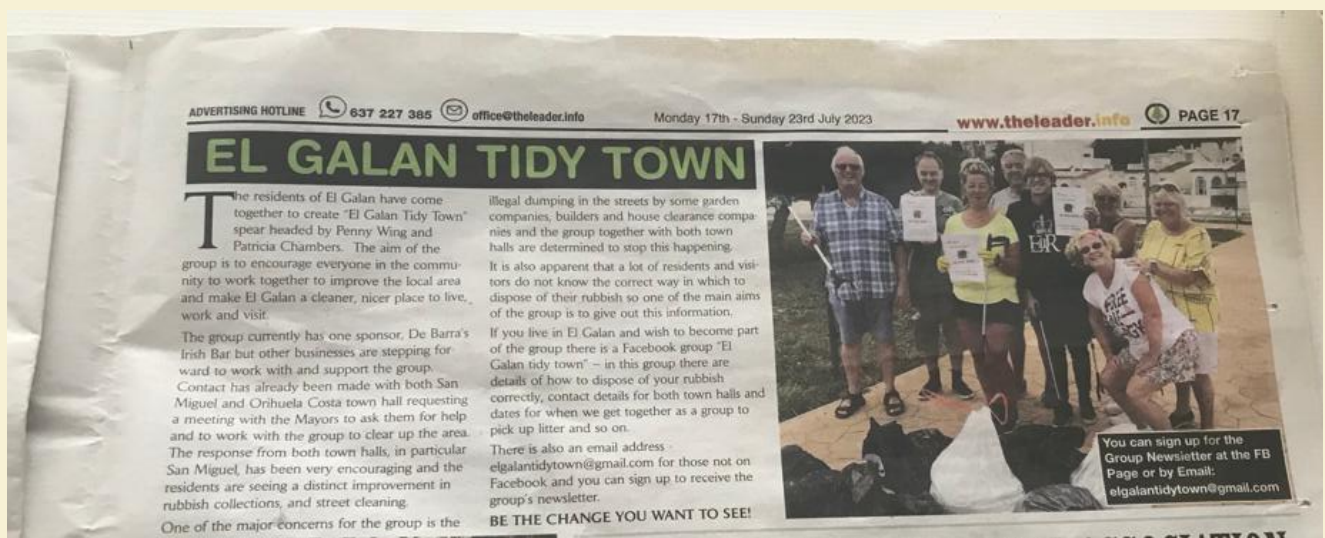 ADVERTISING HOTLINE 637 227 385 office@theleader.info Monday 17th - Sunday 23rd July 2023 www.theleader.info PAGE 17
EL GALAN TIDY TOWN
The residents of El Galan have come
together to create "El Galan Tidy Town"
spear headed by Penny Wing and
Patricia Chambers. The aim of the
group is to encourage everyone in the commu-
nity to work together to improve the local area
and make El Galan a cleaner, nicer place to live,
work and visit.
The group currently has one sponsor, De Barra's
Irish Bar but other businesses are stepping for
ward to work with and support the group.
Contact has already been made with both San
Miguel and Orihuela Costa town hall requesting
a meeting with the Mayors to ask them for help
and to work with the group to clear up the area.
The response from both town halls, in particular
San Miguel, has been very encouraging and the
residents are seeing a distinct improvement in
rubbish collections, and street cleaning.
One of the major concerns for the group is the
illegal dumping in the streets by some garden
companies, builders and house clearance compa-
nies and the group together with both town
halls are determined to stop this happening.
It is also apparent that a lot of residents and visi-
tors do not know the correct way in which to
dispose of their rubbish so one of the main aims
of the group is to give out this information.
If you live in El Galan and wish to become part
of the group there is a Facebook group "El
Galan tidy town" – in this group there are
details of how to dispose of your rubbish
correctly, contact details for both town halls and
dates for when we get together as a group to
pick up litter and so on.
There is also an email address
elgalantidytown@gmail.com for those not on
Facebook and you can sign up to receive the
group's newsletter.
BE THE CHANGE YOU WANT TO SEE!
You can sign up for the
Group Newsletter at the FB
Page or by Email:
elgalantidytown@gmail.com